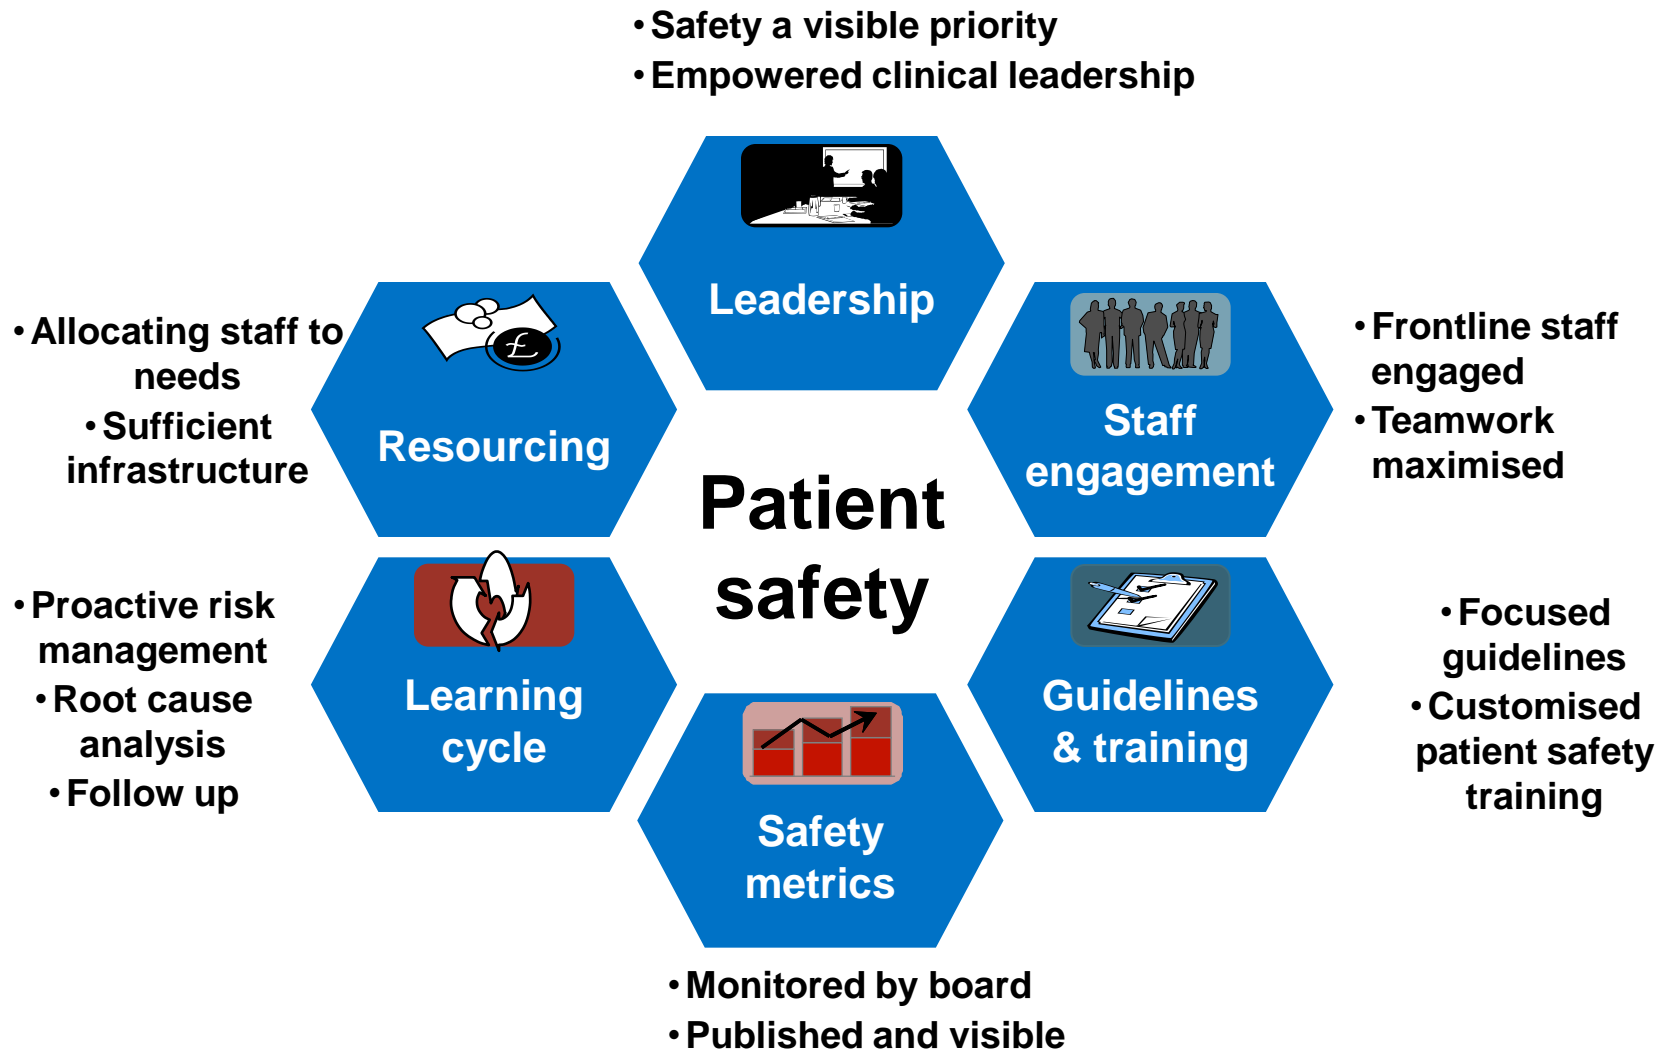 • Safety a visible priority
• Empowered clinical leadership
Leadership
• Allocating staff to
needs
• Sufficient
infrastructure
£
Resourcing
Staff
engagement
• Frontline staff
engaged
• Teamwork
maximised
Patient
safety
• Proactive risk
management
• Root cause
analysis
• Follow up
Learning
cycle
Guidelines
& training
• Focused
guidelines
• Customised
patient safety
training
Safety
metrics
• Monitored by board
• Published and visible